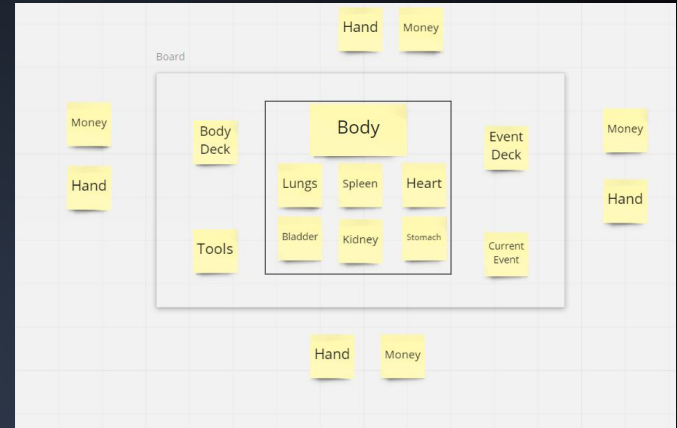 Hand
Money
Board
Money
Hand
Body
Deck
Tools
Body
Lungs
Spleen
Heart
Bladder
Kidney
Stomach
Event
Deck
Current
Event
Money
Hand
Hand
Money